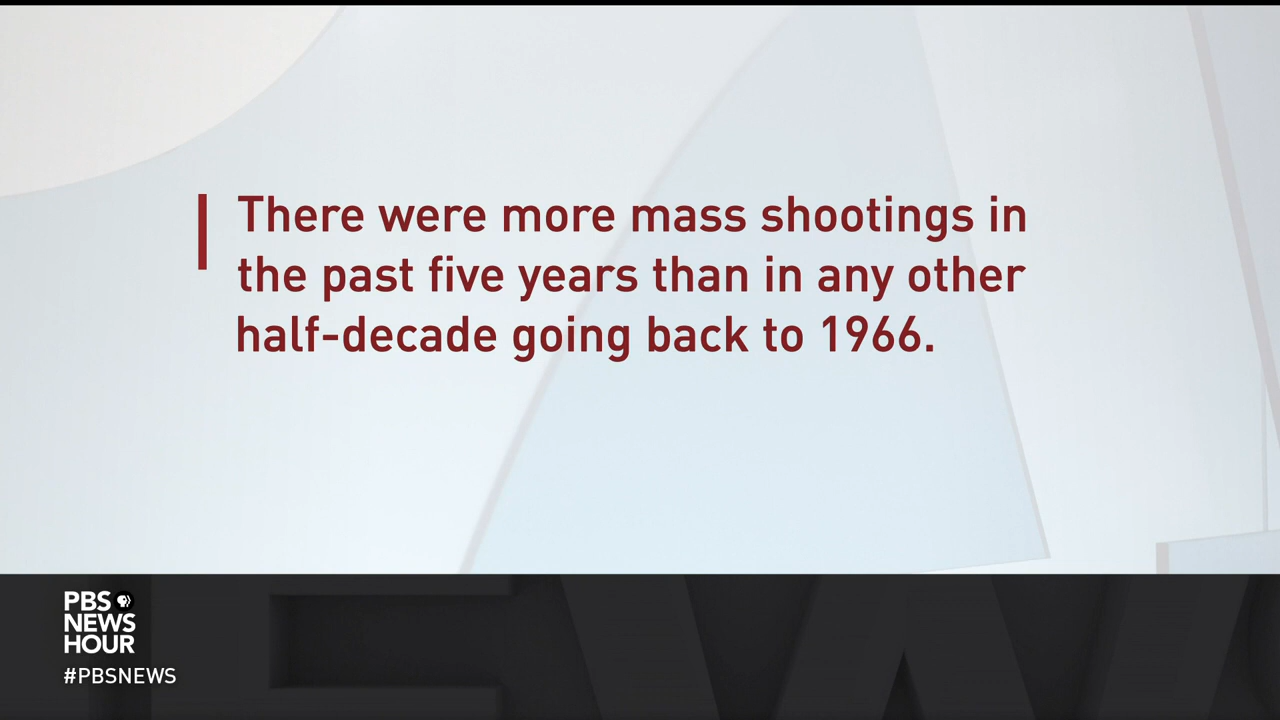 There were more mass shootings in
the past five years than in any other
half-decade going back to 1966.
PBS
NEWS
HOUR
#PBSNEWS